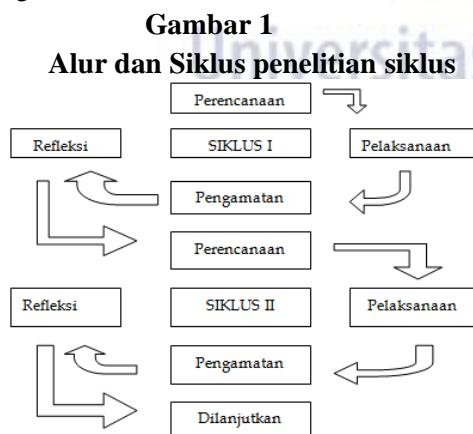 Gambar 1
Universitas
Alur dan Siklus penelitian siklus
Perencanaan
Refleksi
SIKLUS I
Pelaksanaan
Pengamatan
Perencanaan
Refleksi
SIKLUS II
Pelaksanaan
Pengamatan
Dilanjutkan